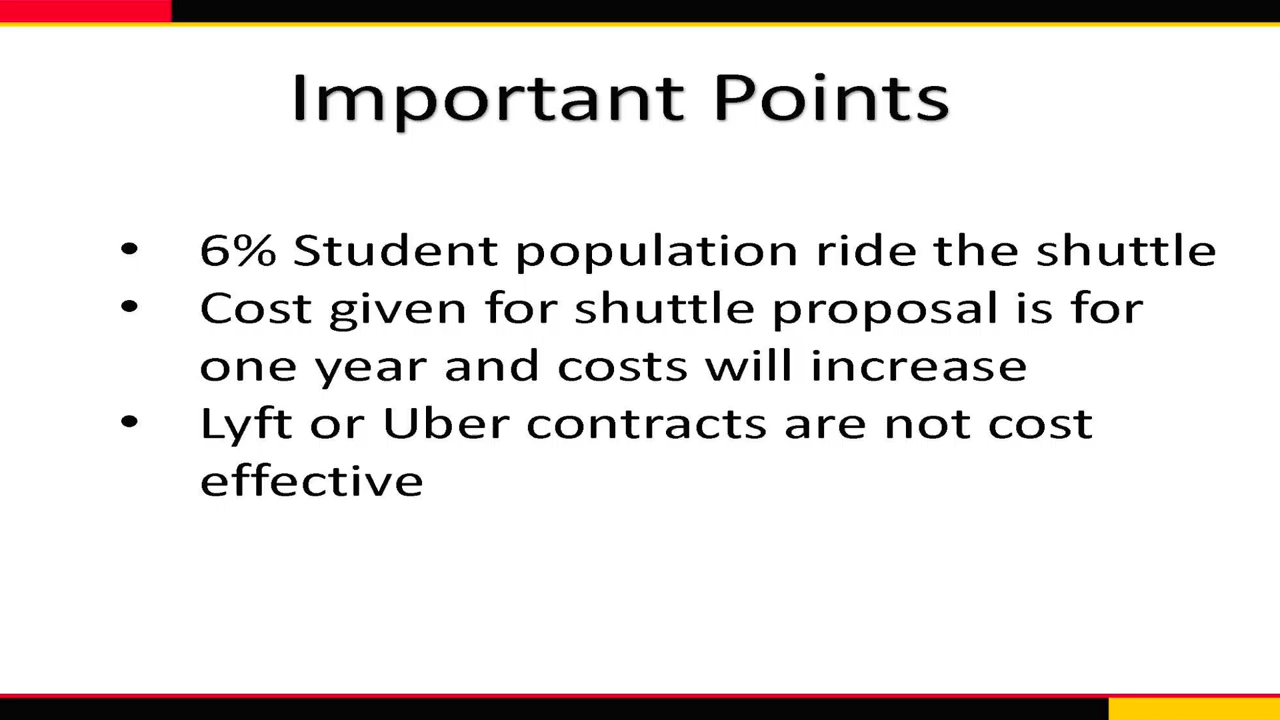 Important Points
• 6% Student population ride the shuttle
• Cost given for shuttle proposal is for
one year and costs will increase
• Lyft or Uber contracts are not cost
effective